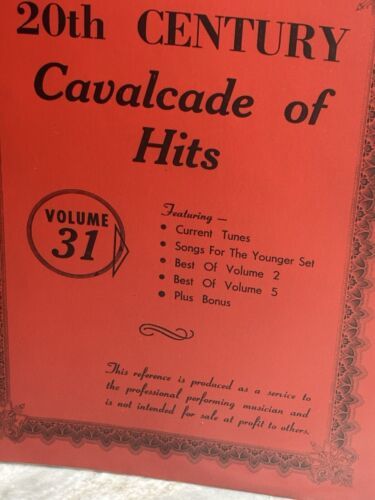 20th CENTURY
Cavalcade of
Hits
VOLUME
31
Featuring —
• Current Tunes
• Songs For The Younger Set
• Best Of Volume 2
• Best Of Volume 5
• Plus Bonus
This reference is produced as a service to
the professional performing musician and
is not intended for sale at profit to others.